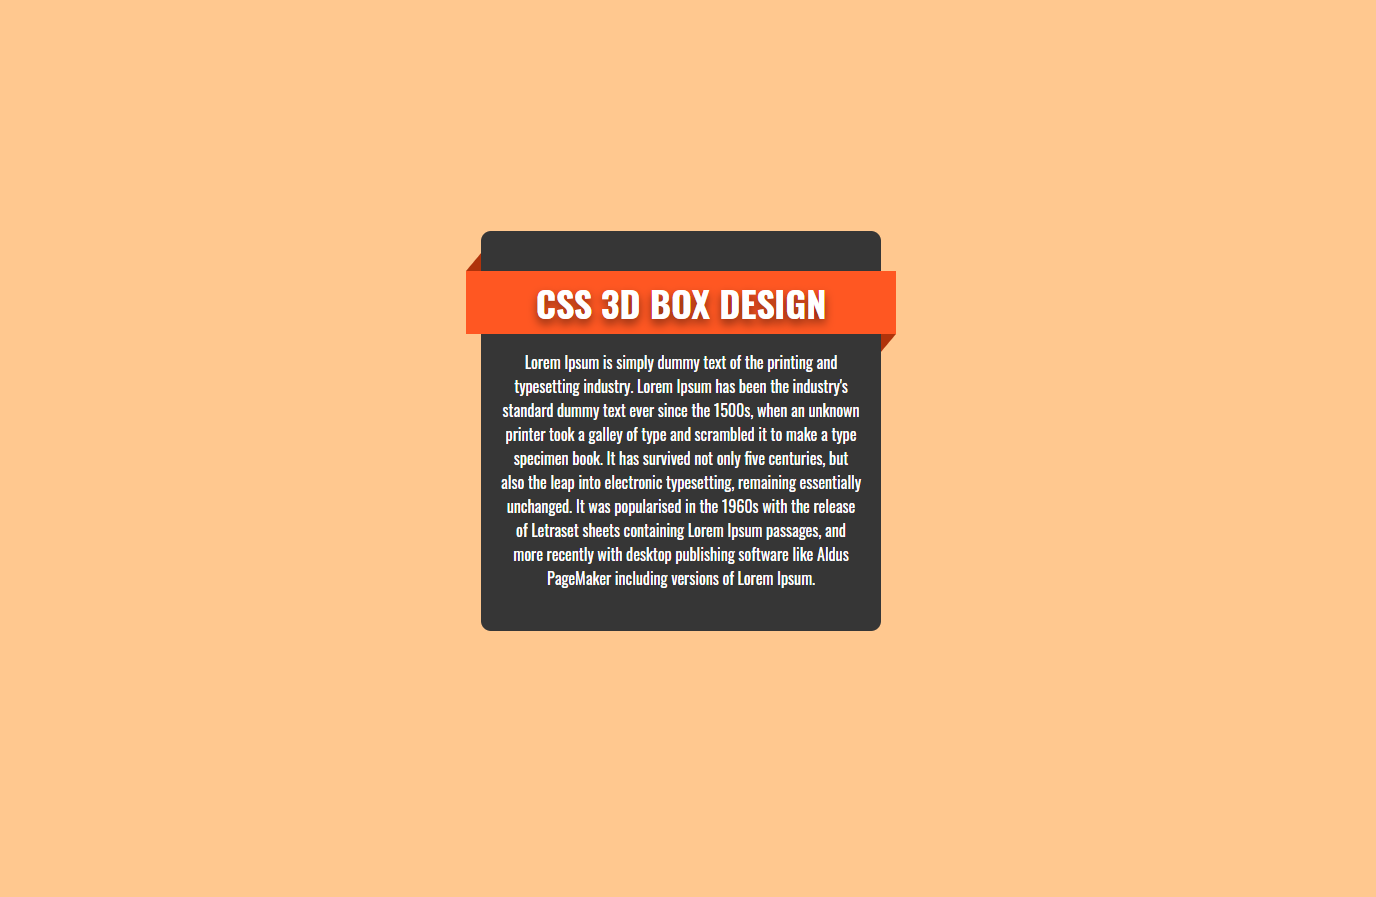 CSS 3D BOX DESIGN
Lorem Ipsum is simply dummy text of the printing and
typesetting industry. Lorem Ipsum has been the industry's
standard dummy text ever since the 1500s, when an unknown
printer took a galley of type and scrambled it to make a type
specimen book. It has survived not only five centuries, but
also the leap into electronic typesetting, remaining essentially
unchanged. It was popularised in the 1960s with the release
of Letraset sheets containing Lorem Ipsum passages, and
more recently with desktop publishing software like Aldus
PageMaker including versions of Lorem Ipsum.